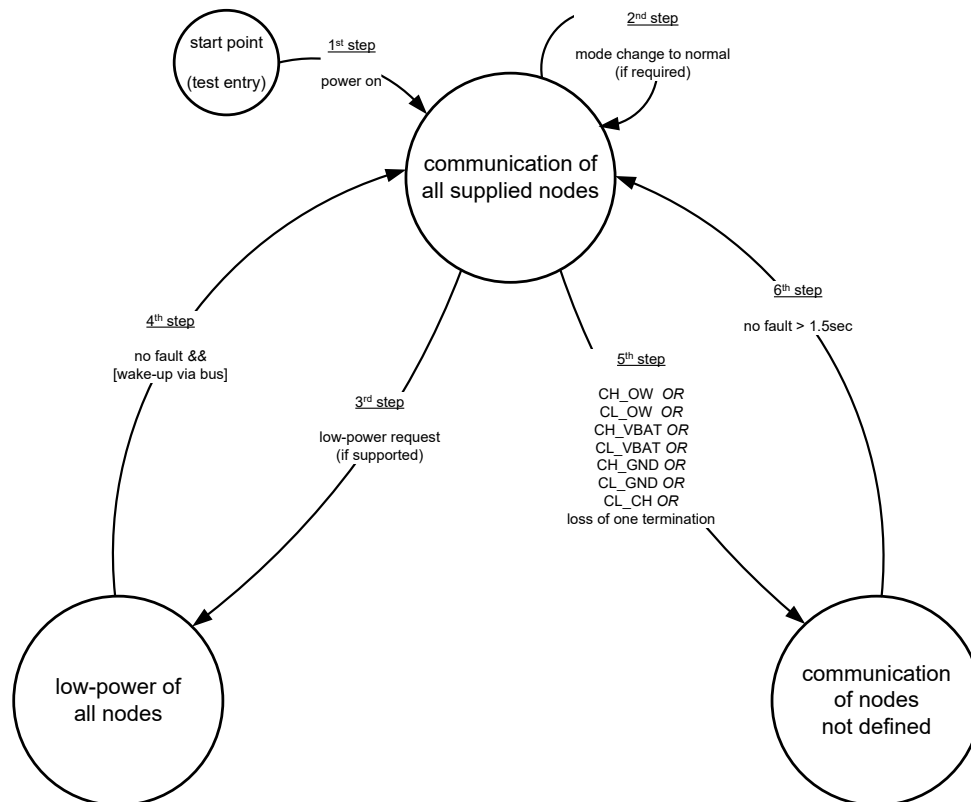 start point
(test entry)
1st step
power on
2nd step
mode change to normal
(if required)
communication of
all supplied nodes
4th step
no fault &&
[wake-up via bus]
3rd step
low-power request
(if supported)
5th step
CH_OW OR
CL_OW OR
CH_VBAT OR
CL_VBAT OR
CH_GND OR
CL_GND OR
CL_CH OR
loss of one termination
6th step
no fault > 1.5sec
low-power of
all nodes
communication
of nodes
not defined